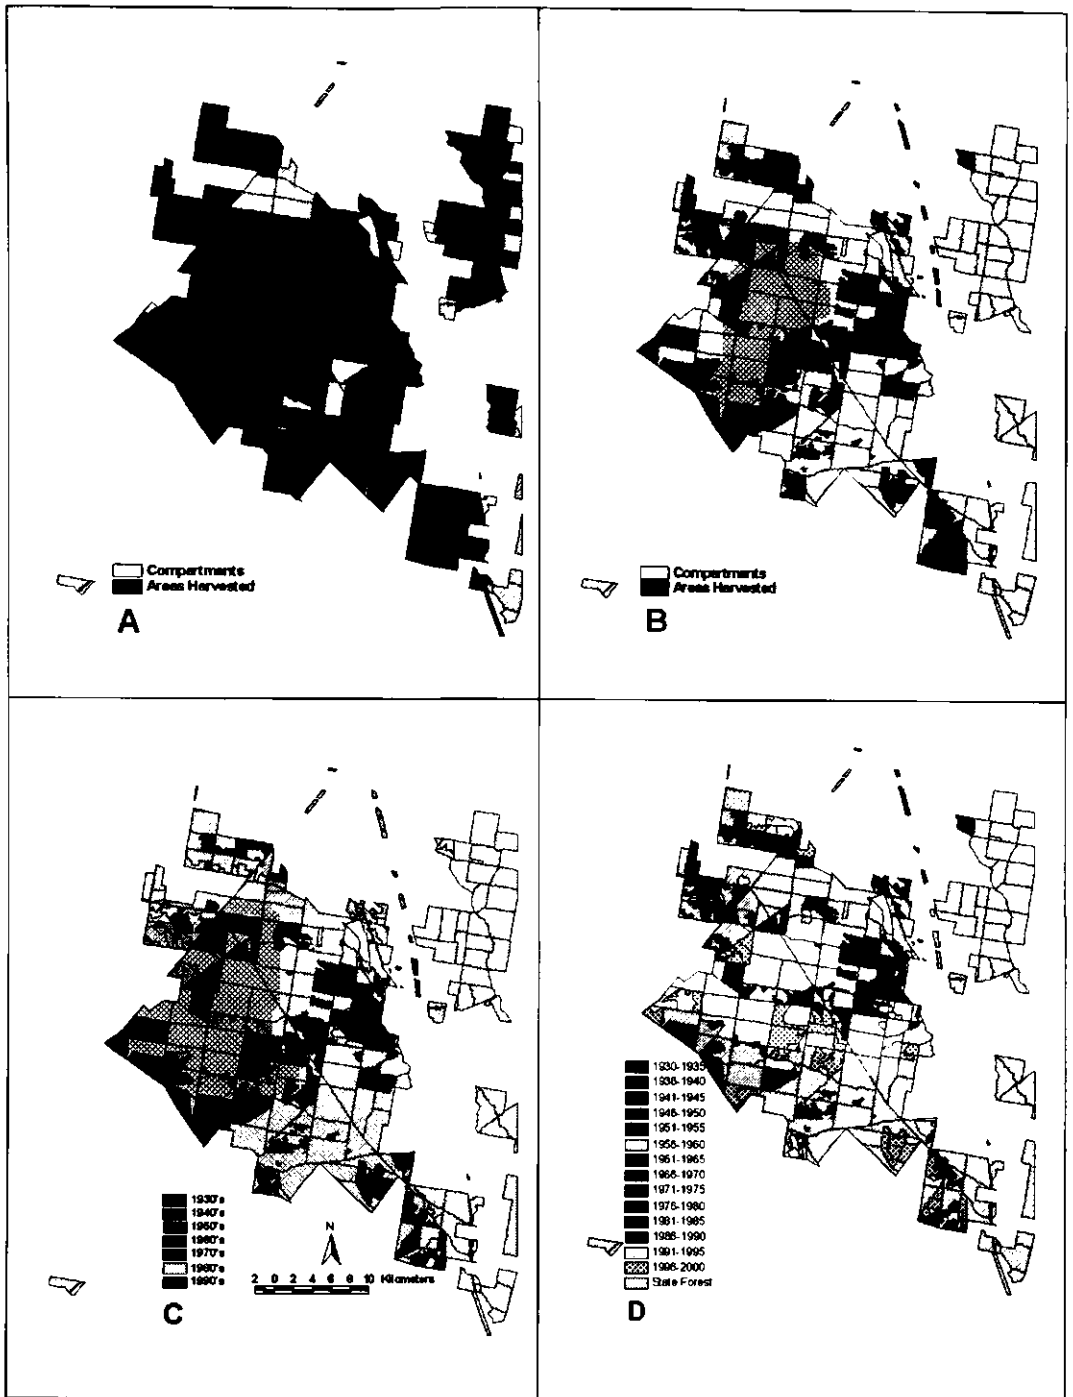 Compartments
Areas Harvested
A
Compartments
Areas Harvested
B
1930's
1940's
1950's
1960's
1970's
1980's
1990's
N
2 0 2 4 6 8 10 Kilometers
C
1930-1935
1936-1940
1941-1945
1946-1950
1951-1955
1956-1960
1961-1965
1966-1970
1971-1975
1976-1980
1981-1985
1986-1990
1991-1995
1996-2000
State Forest
D